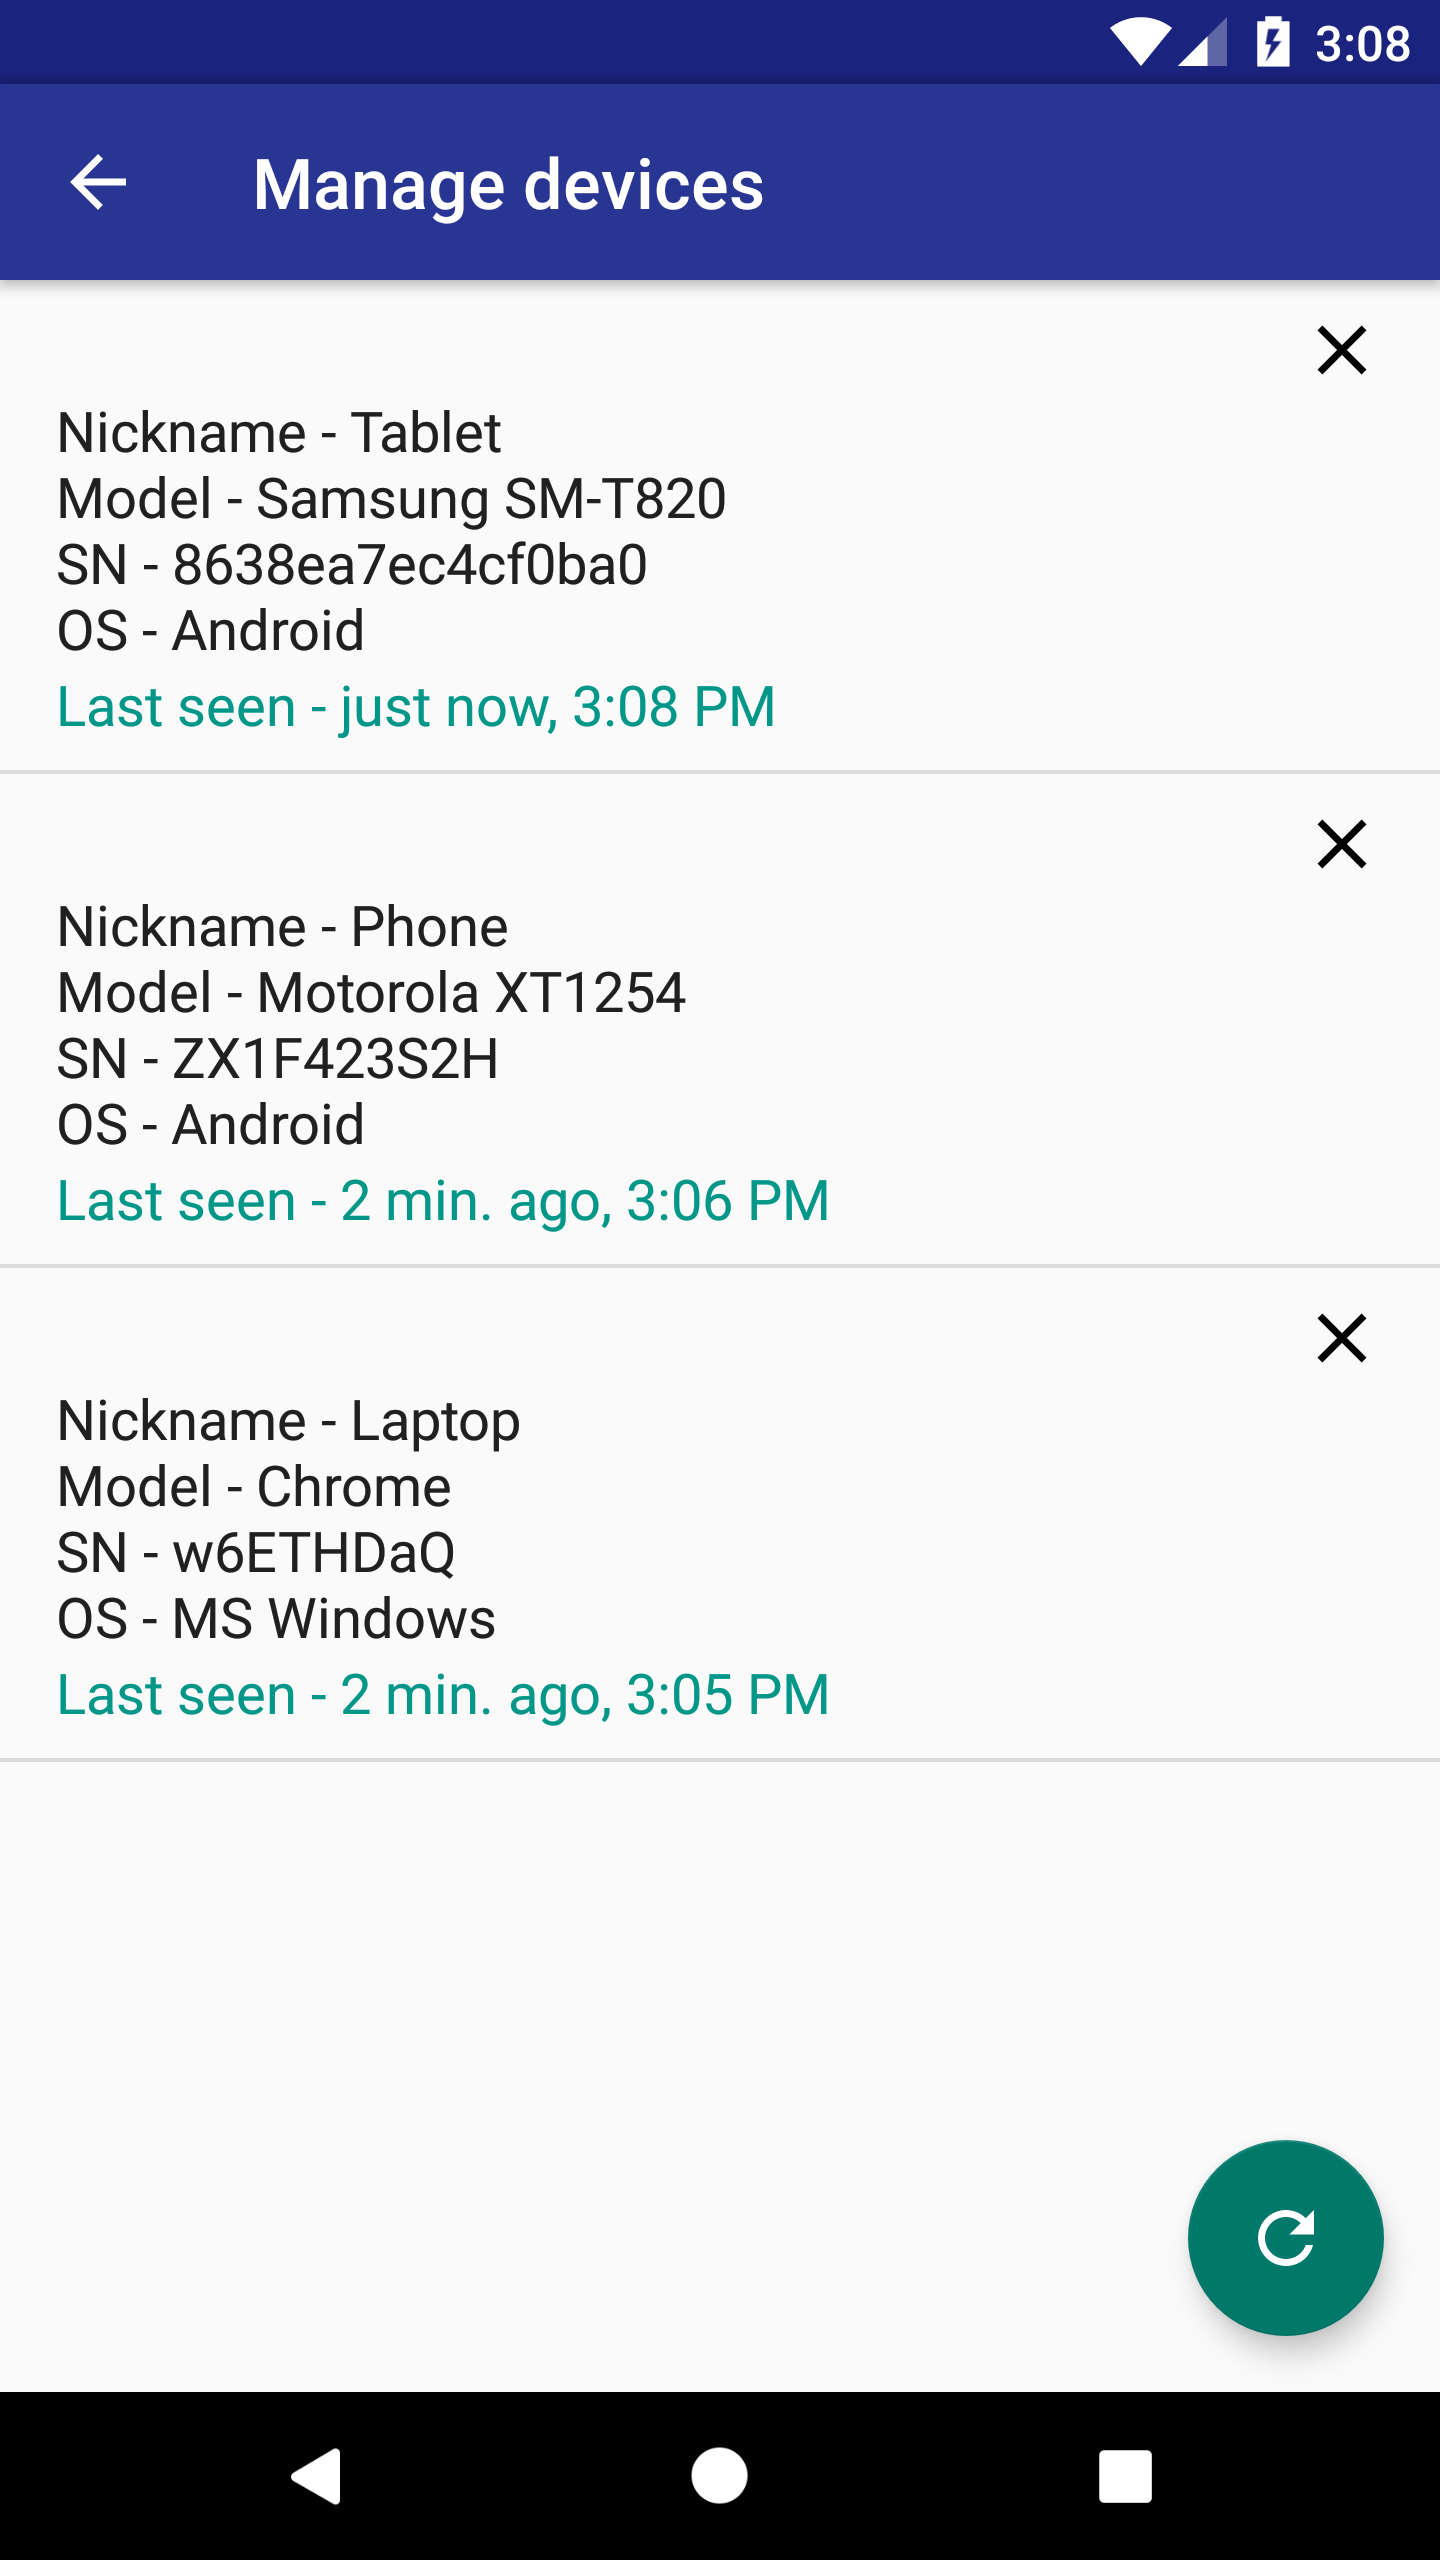 3:08
Manage devices
Nickname - Tablet
Model - Samsung SM-T820
SN - 8638ea7ec4cf0ba0
OS - Android
Last seen - just now, 3:08 PM
Nickname - Phone
Model - Motorola XT1254
SN - ZX1F423S2H
OS - Android
Last seen - 2 min. ago, 3:06 PM
Nickname - Laptop
Model - Chrome
SN - w6ETHDaQ
OS - MS Windows
Last seen - 2 min. ago, 3:05 PM